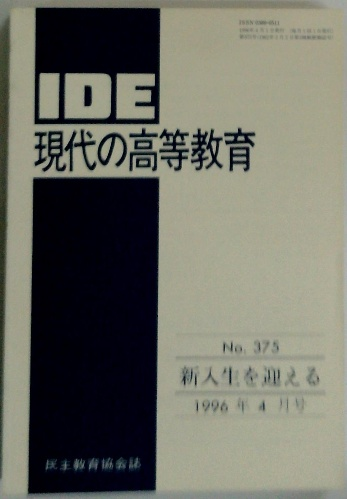 IDE
現代の高等教育
No. 375
新入生を迎える
1996 年 4 月号
民主教育協会誌